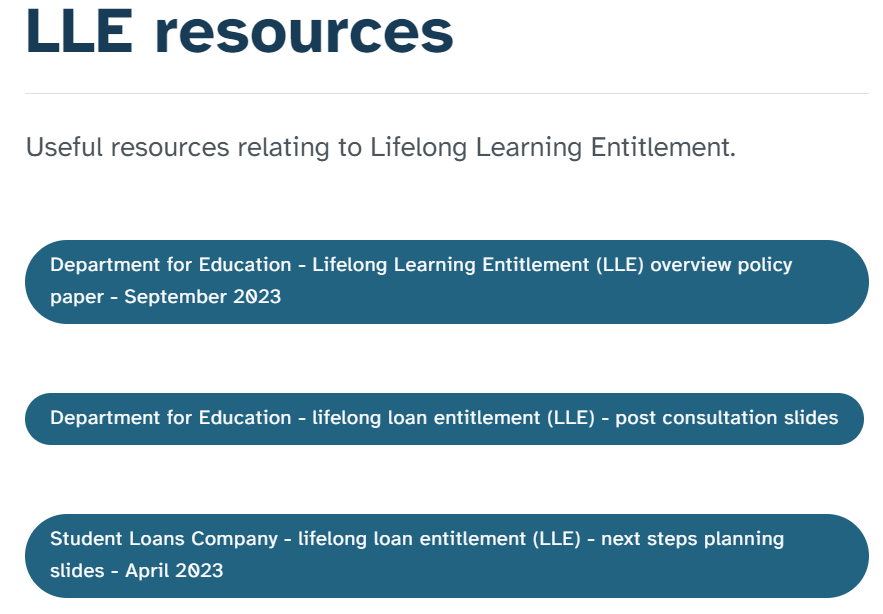 LLE resources
Useful resources relating to Lifelong Learning Entitlement.
Department for Education - Lifelong Learning Entitlement (LLE) overview policy
paper - September 2023
Department for Education - lifelong loan entitlement (LLE) - post consultation slides
Student Loans Company - lifelong loan entitlement (LLE) - next steps planning
slides - April 2023